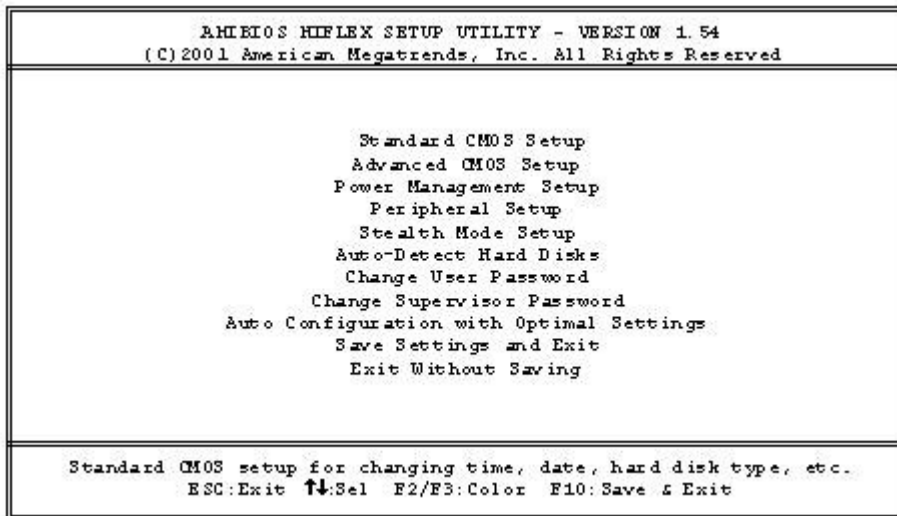 AMIBIOS HIFLEX SETUP UTILITY - VERSION 1.54
(C)2001 American Megatrends, Inc. All Rights Reserved
Standard CMOS Setup
Advanced CMOS Setup
Power Management Setup
Peripheral Setup
Stealth Mode Setup
Auto-Detect Hard Disks
Change User Password
Change Supervisor Password
Auto Configuration with Optimal Settings
Save Settings and Exit
Exit Without Saving
Standard CMOS setup for changing time, date, hard disk type, etc.
ESC:Exit ↑↓:Sel F2/F3:Color F10:Save & Exit